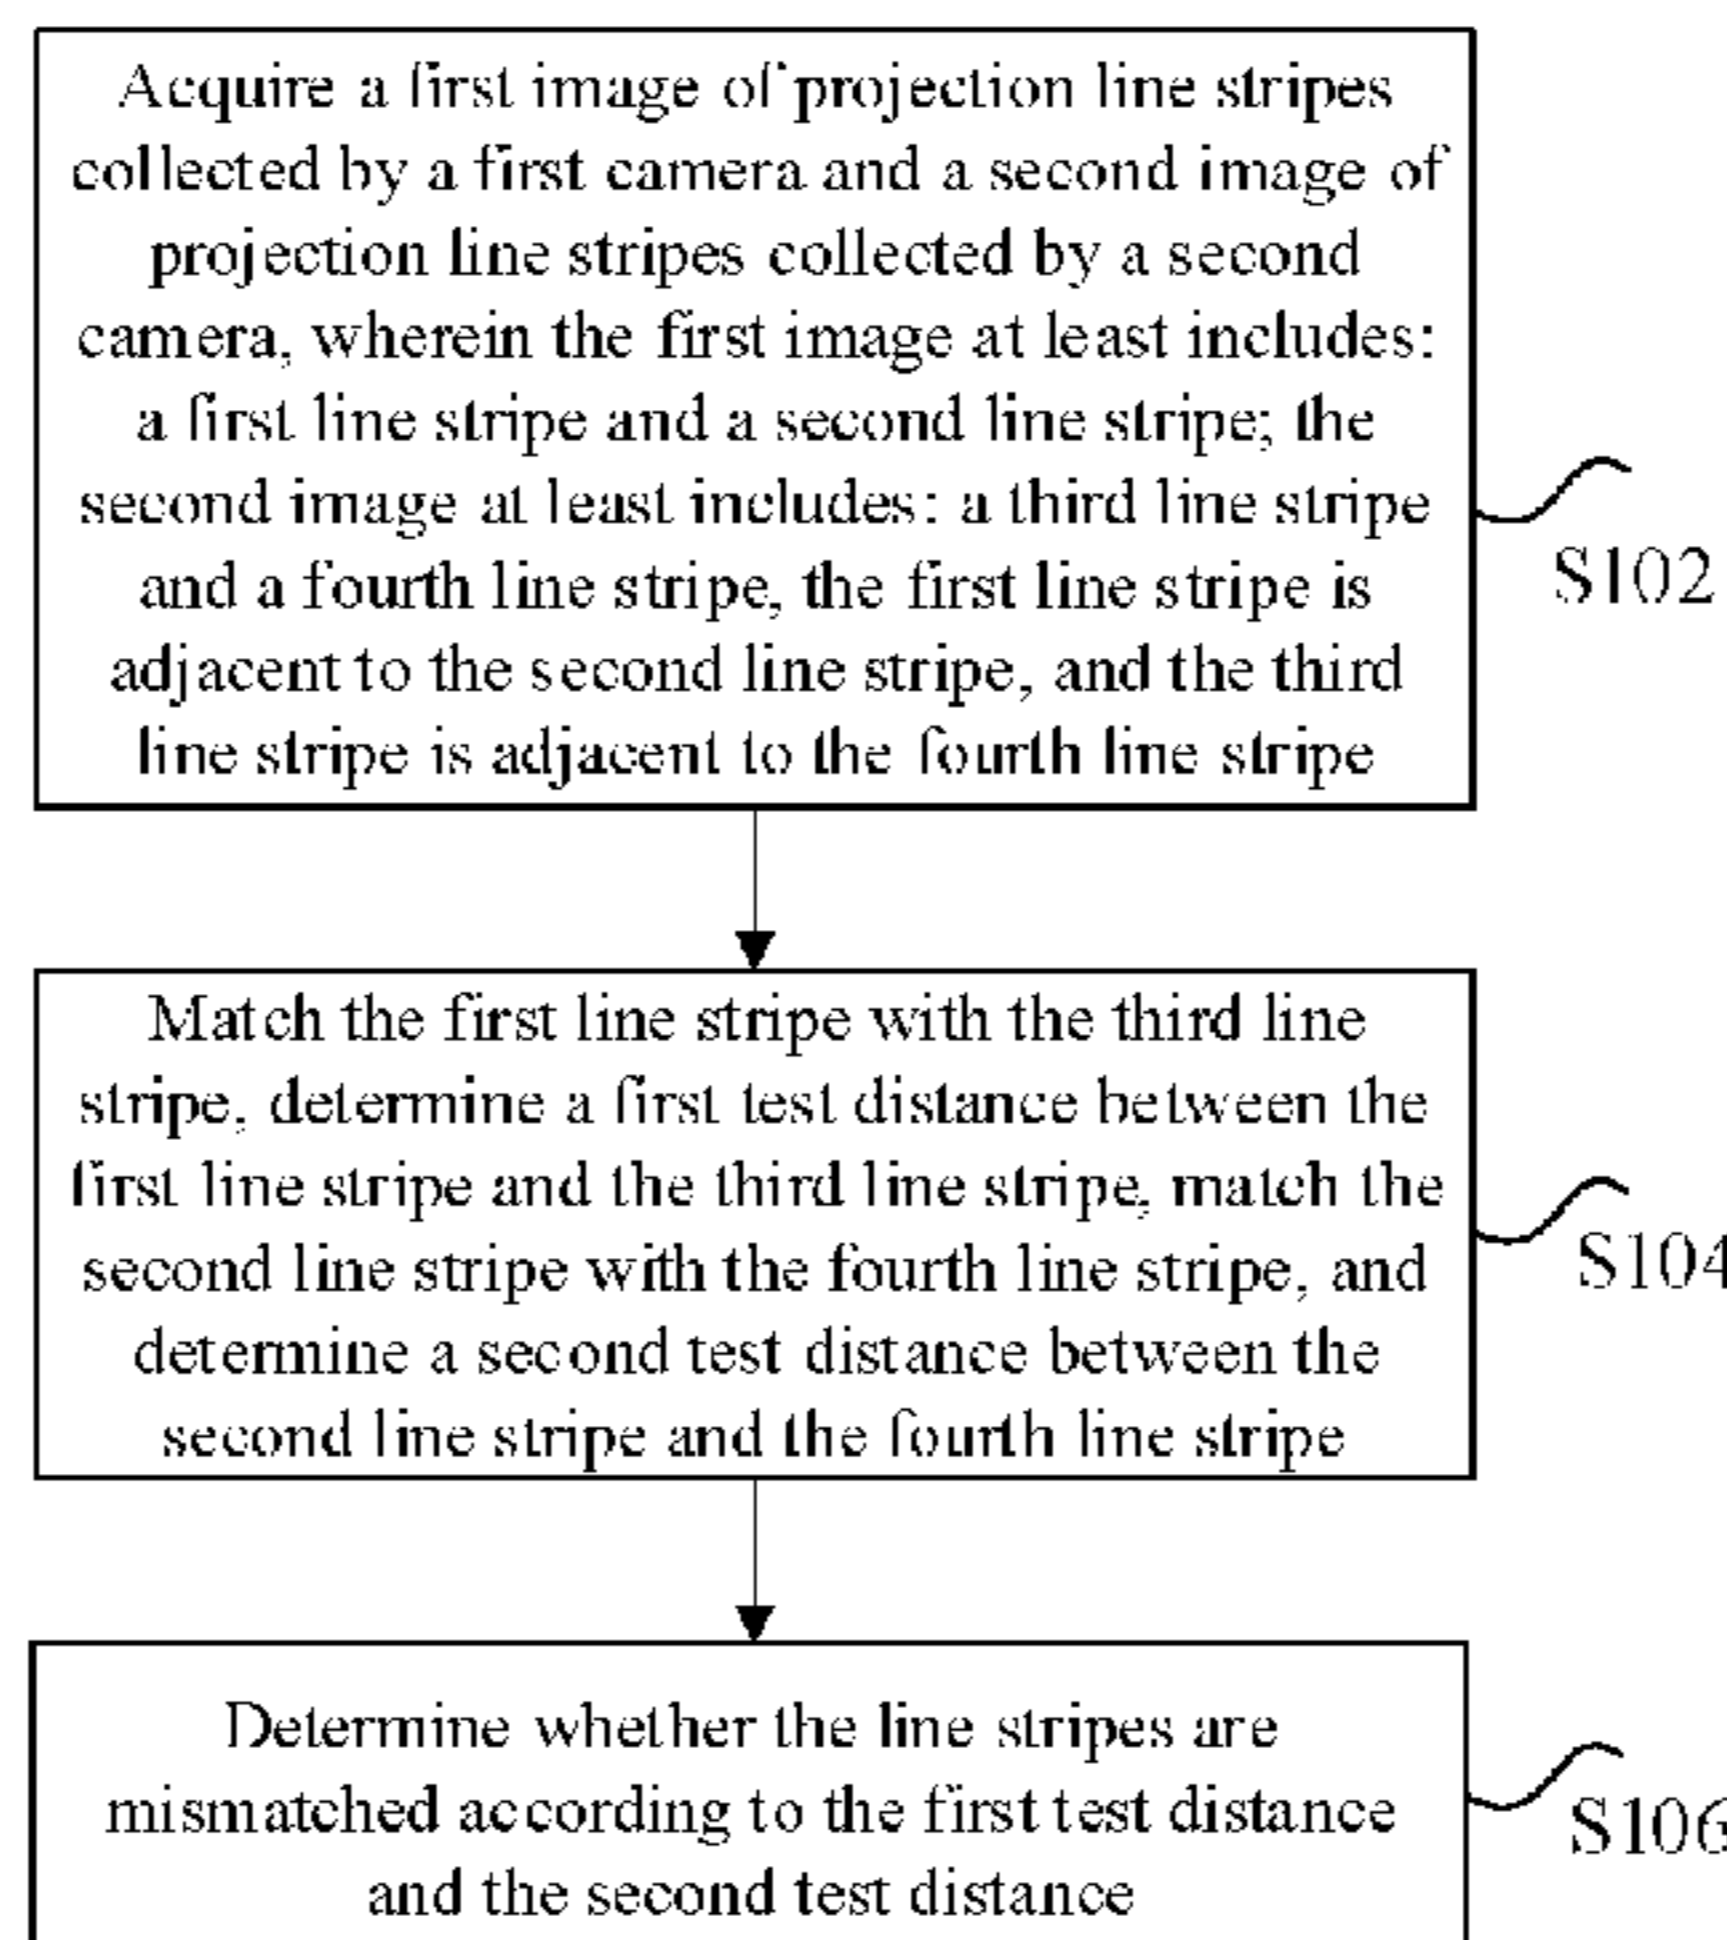 Acquire a first image of projection line stripes
collected by a first camera and a second image of
projection line stripes collected by a second
camera, wherein the first image at least includes:
a first line stripe and a second line stripe; the
second image at least includes: a third line stripe
and a fourth line stripe, the first line stripe is
adjacent to the second line stripe, and the third
line stripe is adjacent to the fourth line stripe
S102
Match the first line stripe with the third line
stripe, determine a first test distance between the
first line stripe and the third line stripe, match the
second line stripe with the fourth line stripe, and
determine a second test distance between the
second line stripe and the fourth line stripe
S104
Determine whether the line stripes are
mismatched according to the first test distance
and the second test distance
S106